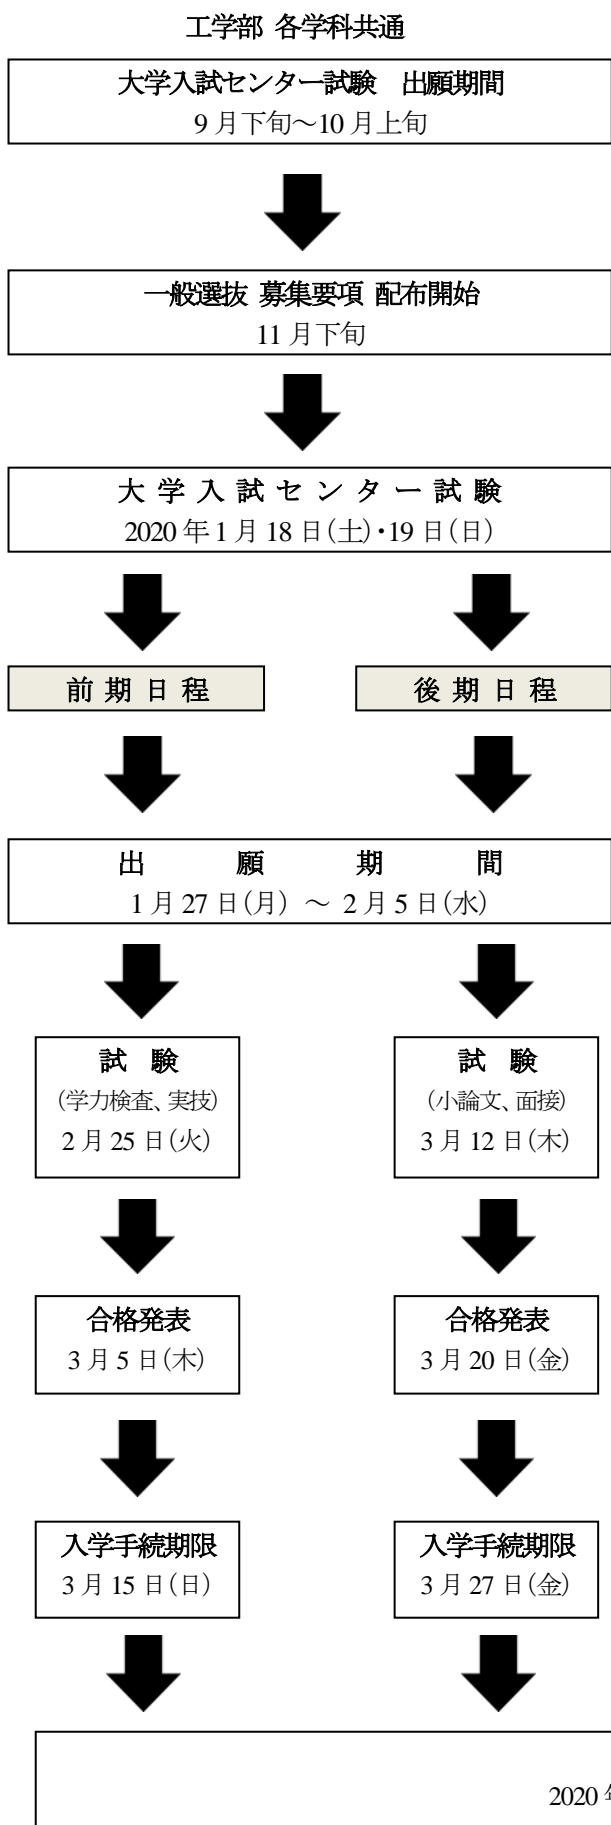 工学部 各学科共通
大学入試センター試験 出願期間
9月下旬～10月上旬
一般選抜 募集要項 配布開始
11月下旬
大学入試センター試験
2020年1月18日(土)・19日(日)
前期日程
後期日程
出願期間
1月27日(月) ～ 2月5日(水)
試験
(学力検査、実技)
2月25日(火)
試験
(小論文、面接)
3月12日(木)
合格発表
3月5日(木)
合格発表
3月20日(金)
入学手続期限
3月15日(日)
入学手続期限
3月27日(金)
2020